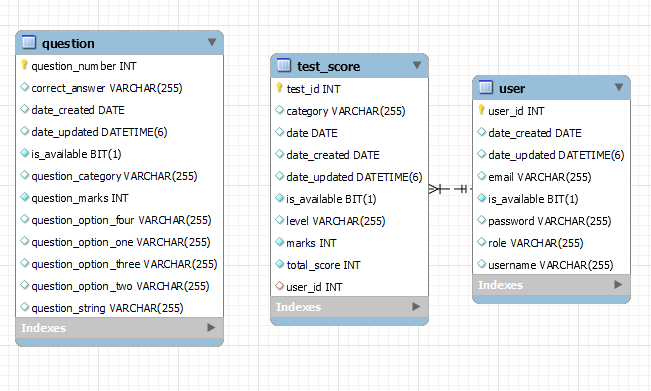 question
question_number INT
correct_answer VARCHAR(255)
date_created DATE
date_updated DATETIME(6)
is_available BIT(1)
question_category VARCHAR(255)
question_marks INT
question_option_four VARCHAR(255)
question_option_one VARCHAR(255)
question_option_three VARCHAR(255)
question_option_two VARCHAR(255)
question_string VARCHAR(255)
Indexes
test_score
test_id INT
category VARCHAR(255)
date DATE
date_created DATE
date_updated DATETIME(6)
is_available BIT(1)
level VARCHAR(255)
marks INT
total_score INT
user_id INT
Indexes
user
user_id INT
date_created DATE
date_updated DATETIME(6)
email VARCHAR(255)
is_available BIT(1)
password VARCHAR(255)
role VARCHAR(255)
username VARCHAR(255)
Indexes